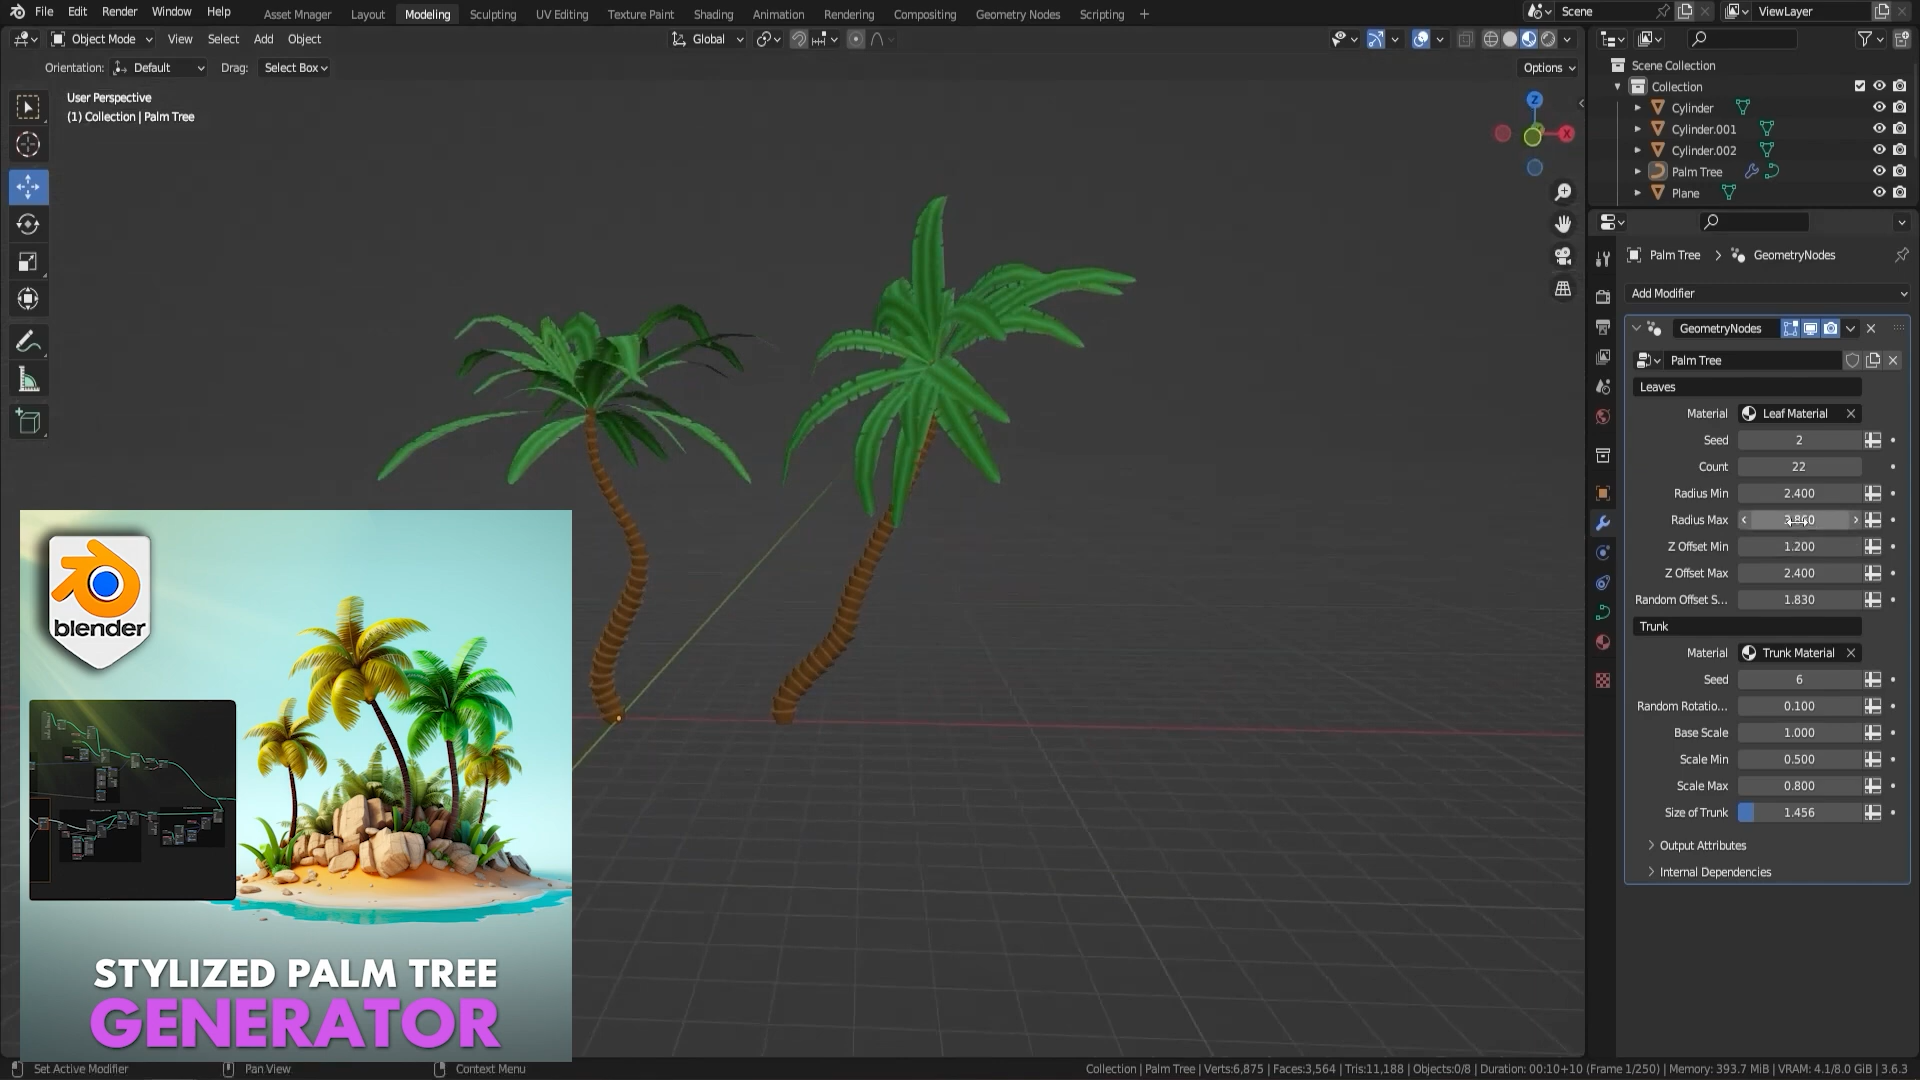 File Edit Render Window Help Asset Mnager Layout Modeling Sculpting UV Editing Texture Paint Shading Animation Rendering Compositing Geometry Nodes Scripting + Scene ViewLayer
Object Mode View Select Add Object Global
Orientation: Default Drag: Select Box Options
User Perspective
(1) Collection | Palm Tree
Z
X
Scene Collection
Collection
Cylinder
Cylinder.001
Cylinder.002
Palm Tree
Plane
Palm Tree > GeometryNodes
Add Modifier
GeometryNodes
Palm Tree
Leaves
Material Leaf Material
Seed 2
Count 22
Radius Min 2.400
Radius Max
Z Offset Min 1.200
Z Offset Max 2.400
Random Offset S... 1.830
Trunk
Material Trunk Material
Seed 6
Random Rotatio... 0.100
Base Scale 1.000
Scale Min 0.500
Scale Max 0.800
Size of Trunk 1.456
Output Attributes
Internal Dependencies
blender
STYLIZED PALM TREE
GENERATOR
Set Active Modifier Pan View Context Menu Collection | Palm Tree | Verts:6,875 | Faces:3,564 | Tris:11,188 | Objects:0/8 | Duration: 00:10+10 (Frame 1/250) | Memory: 393.7 MiB | VRAM: 4.1/8.0 GiB | 3.6.3